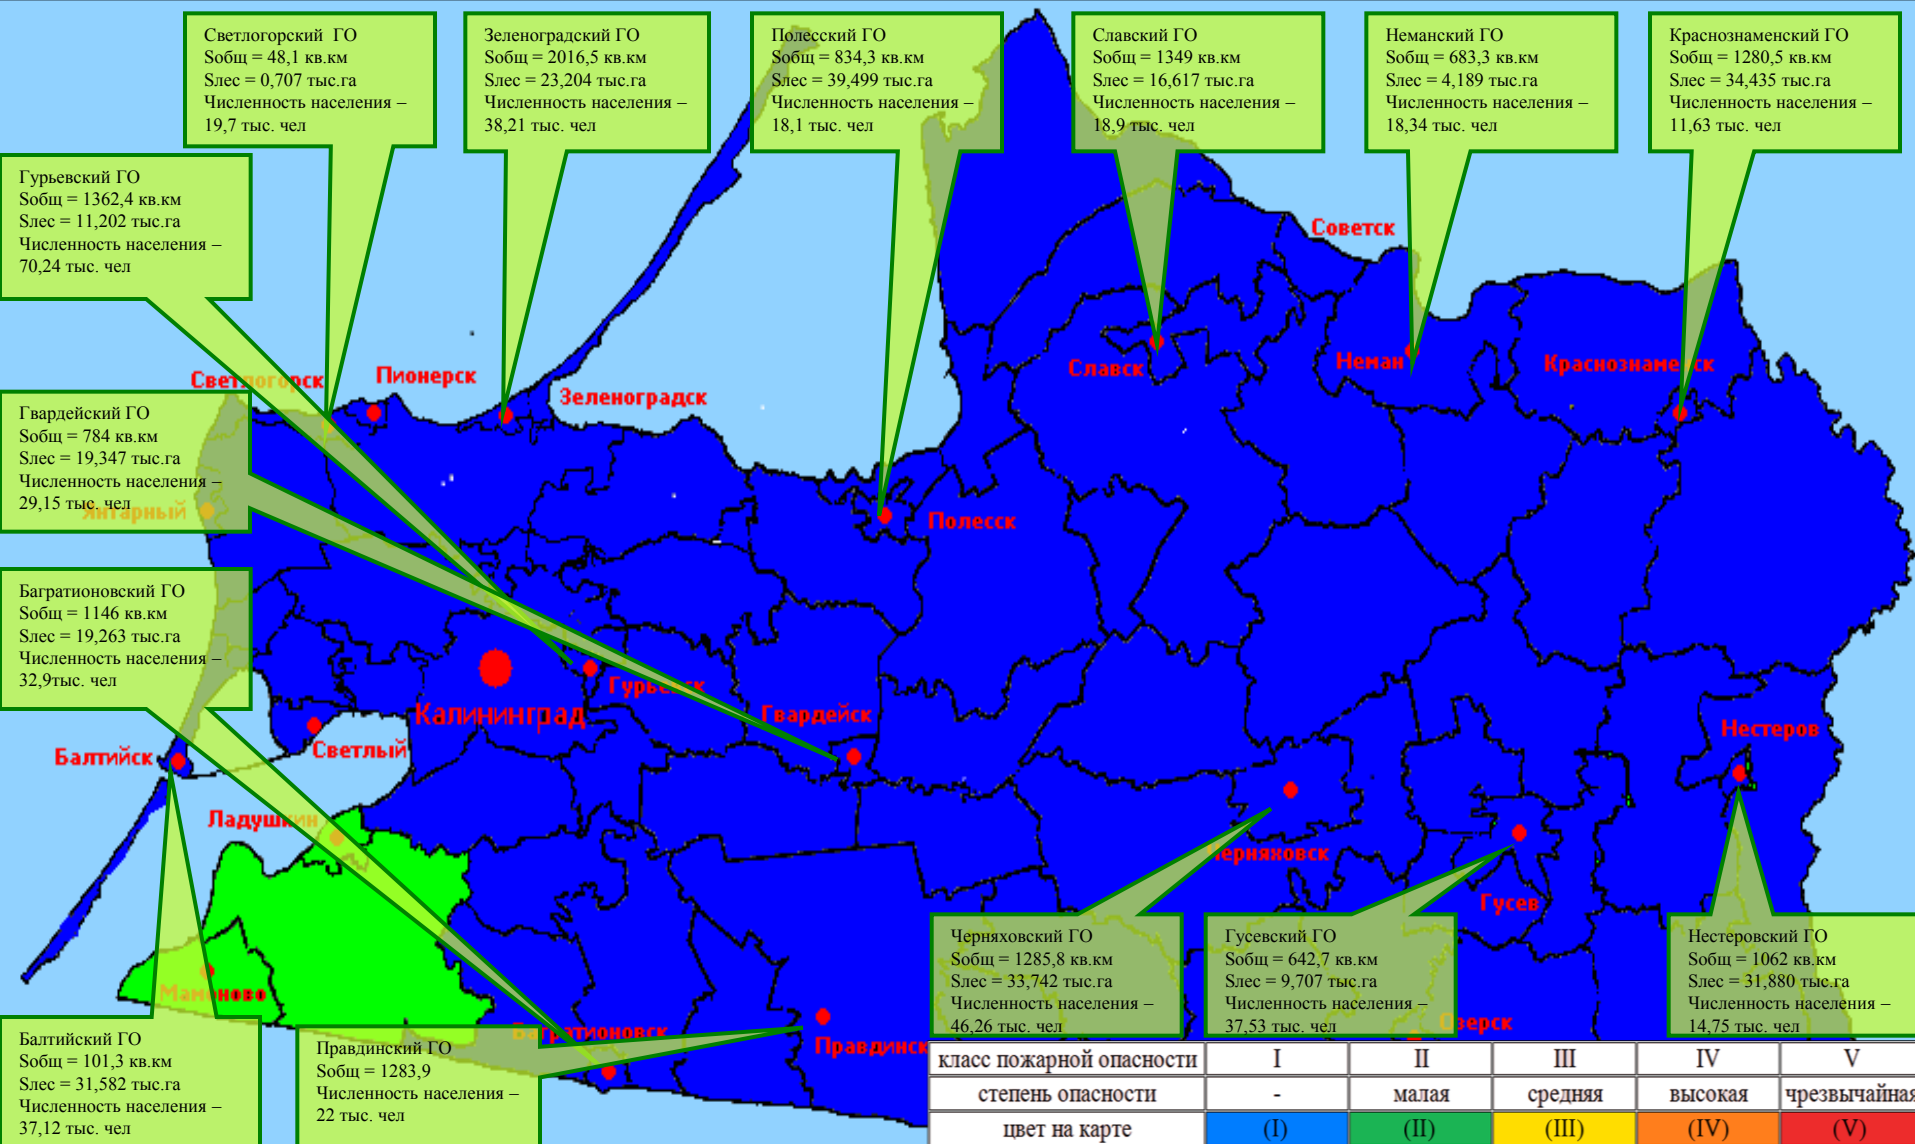 Светлогорский ГО
Sобщ = 48,1 кв.км
Sлес = 0,707 тыс.га
Численность населения –
19,7 тыс. чел
Зеленоградский ГО
Sобщ = 2016,5 кв.км
Sлес = 23,204 тыс.га
Численность населения –
38,21 тыс. чел
Полесский ГО
Sобщ = 834,3 кв.км
Sлес = 39,499 тыс.га
Численность населения –
18,1 тыс. чел
Славский ГО
Sобщ = 1349 кв.км
Sлес = 16,617 тыс.га
Численность населения –
18,9 тыс. чел
Неманский ГО
Sобщ = 683,3 кв.км
Sлес = 4,189 тыс.га
Численность населения –
18,34 тыс. чел
Краснознаменский ГО
Sобщ = 1280,5 кв.км
Sлес = 34,435 тыс.га
Численность населения –
11,63 тыс. чел
Гурьевский ГО
Sобщ = 1362,4 кв.км
Sлес = 11,202 тыс.га
Численность населения –
70,24 тыс. чел
Советск
Славск
Неман
Краснознаменск
Светлогорск
Пионерск
Зеленоградск
Гвардейский ГО
Sобщ = 784 кв.км
Sлес = 19,347 тыс.га
Численность населения –
29,15 тыс. чел
Янтарный
Полесск
Багратионовский ГО
Sобщ = 1146 кв.км
Sлес = 19,263 тыс.га
Численность населения –
32,9тыс. чел
Гурьевск
Калининград
Гвардейск
Нестеров
Балтийск
Светлый
Ладушкин
Черняховск
Гусев
Мамоново
Черняховский ГО
Sобщ = 1285,8 кв.км
Sлес = 33,742 тыс.га
Численность населения –
46,26 тыс. чел
Гусевский ГО
Sобщ = 642,7 кв.км
Sлес = 9,707 тыс.га
Численность населения –
37,53 тыс. чел
Нестеровский ГО
Sобщ = 1062 кв.км
Sлес = 31,880 тыс.га
Численность населения –
14,75 тыс. чел
Озерск
Багратионовск
Правдинск
Балтийский ГО
Sобщ = 101,3 кв.км
Sлес = 31,582 тыс.га
Численность населения –
37,12 тыс. чел
Правдинский ГО
Sобщ = 1283,9
Численность населения –
22 тыс. чел
класс пожарной опасности I II III IV V
степень опасности - малая средняя высокая чрезвычайная
цвет на карте (I) (II) (III) (IV) (V)